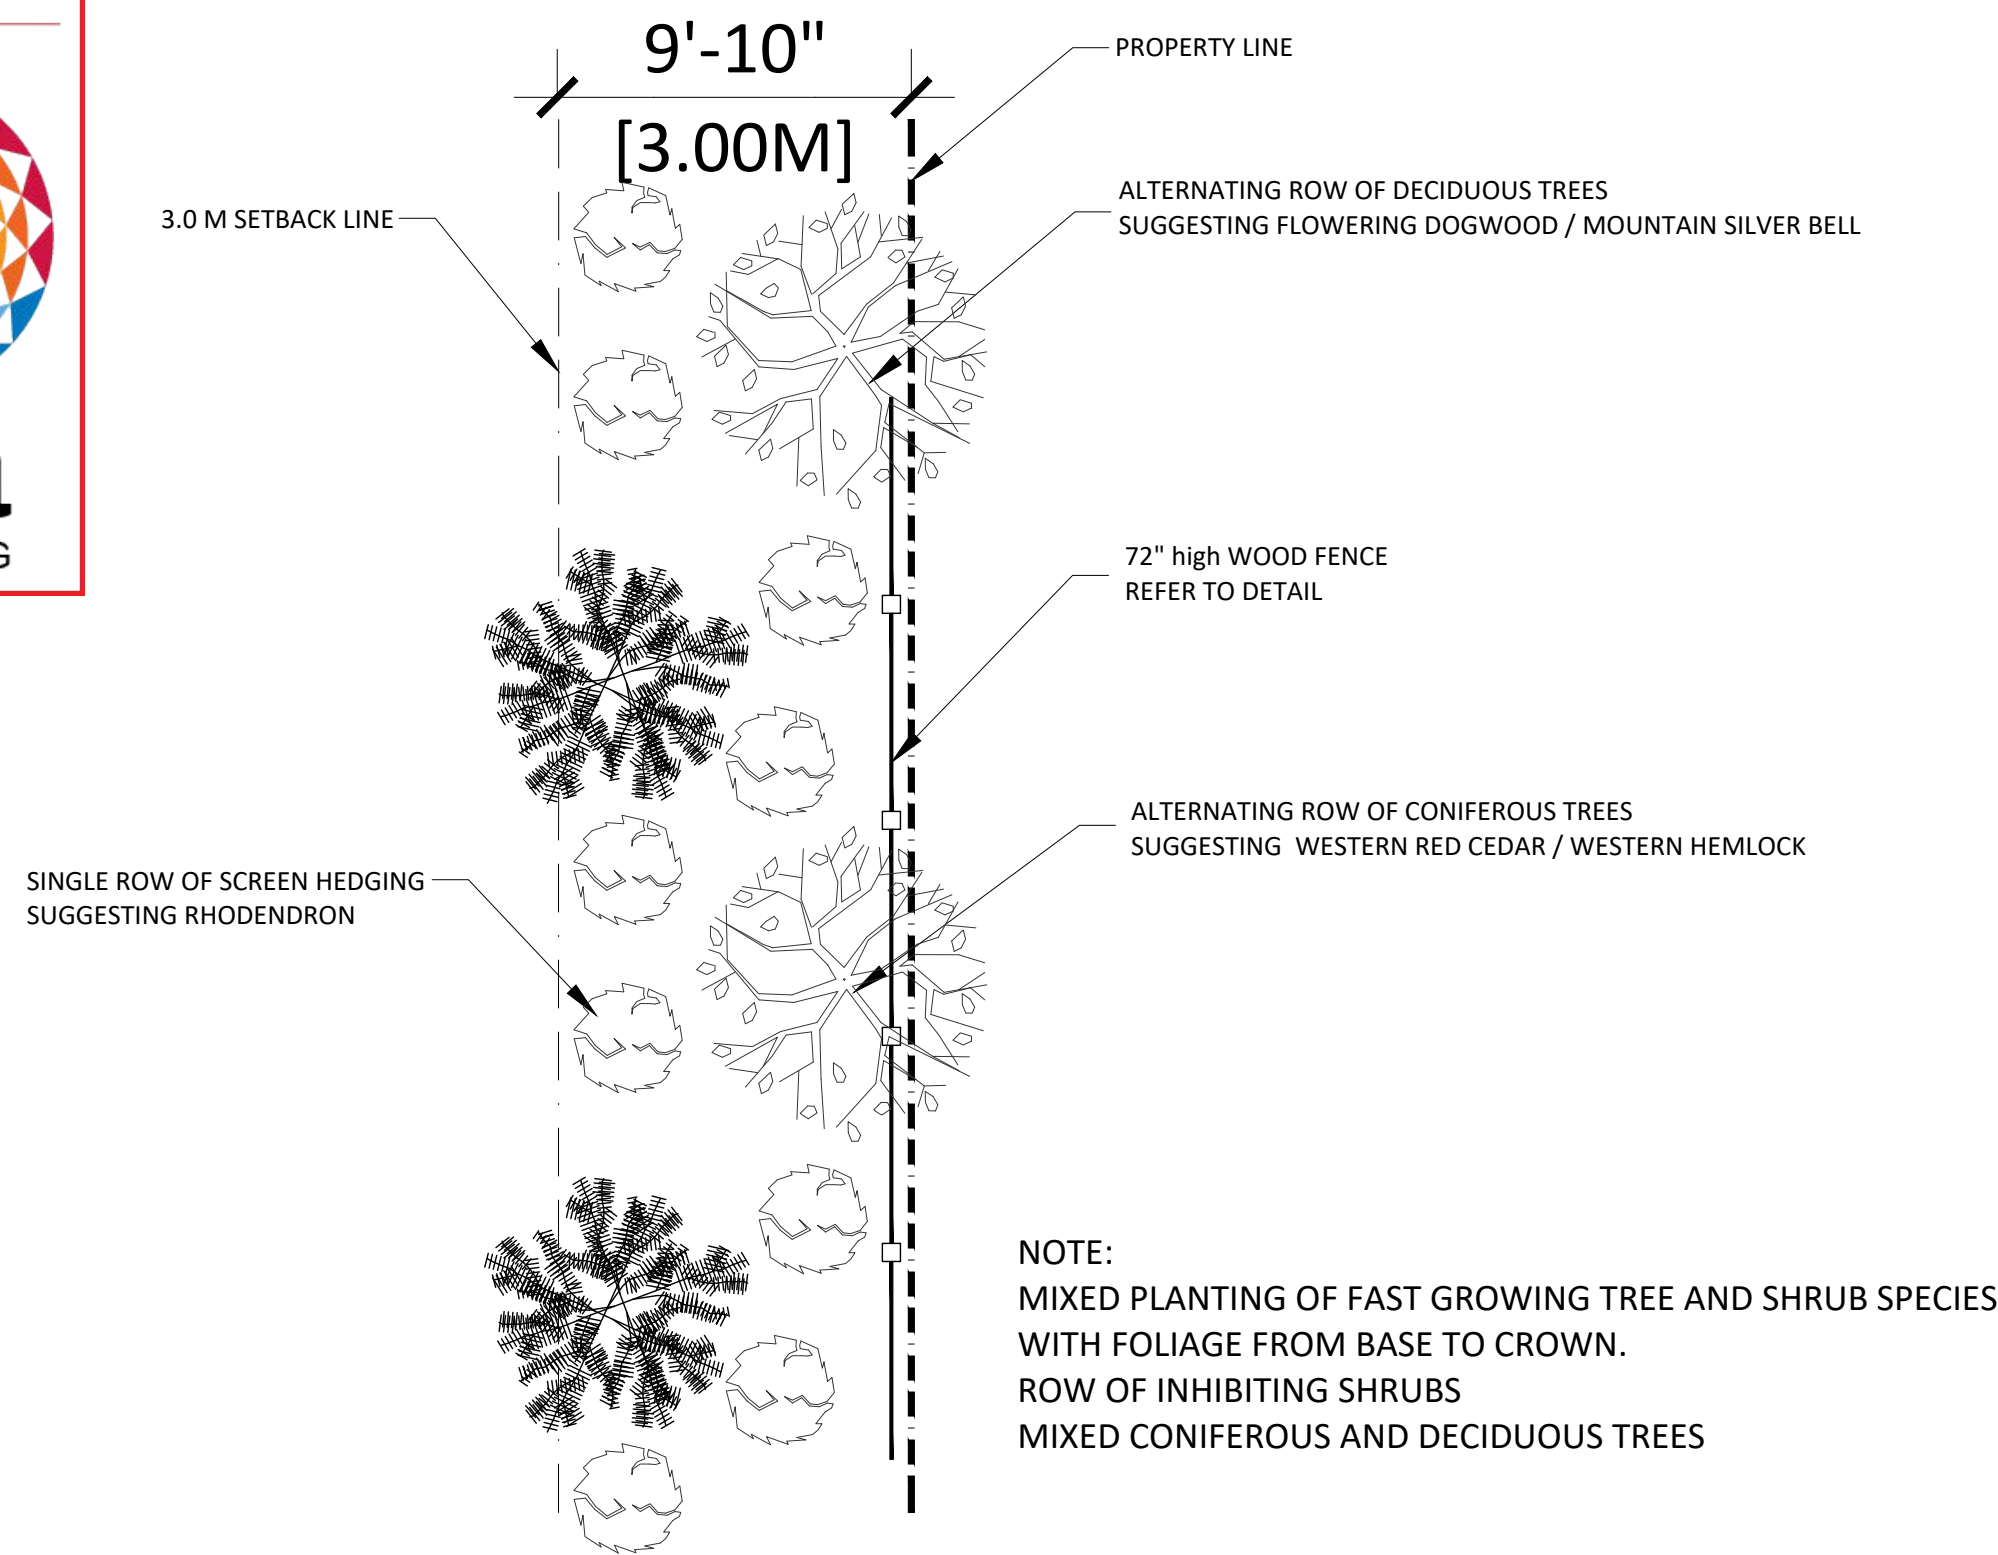 9'-10"
[3.00M]
PROPERTY LINE
ALTERNATING ROW OF DECIDUOUS TREES
SUGGESTING FLOWERING DOGWOOD / MOUNTAIN SILVER BELL
3.0 M SETBACK LINE
72" high WOOD FENCE
REFER TO DETAIL
ALTERNATING ROW OF CONIFEROUS TREES
SUGGESTING WESTERN RED CEDAR / WESTERN HEMLOCK
SINGLE ROW OF SCREEN HEDGING
SUGGESTING RHODENDRON
NOTE:
MIXED PLANTING OF FAST GROWING TREE AND SHRUB SPECIES
WITH FOLIAGE FROM BASE TO CROWN.
ROW OF INHIBITING SHRUBS
MIXED CONIFEROUS AND DECIDUOUS TREES